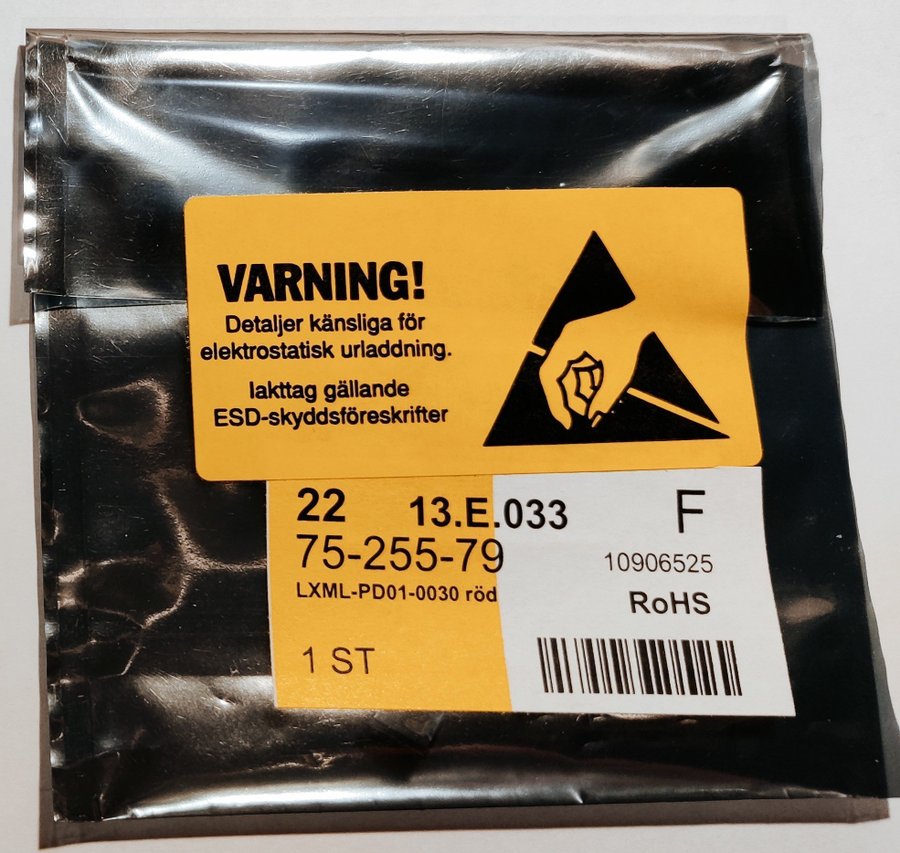 VARNING!
Detaljer känsliga för
elektrostatisk urladdning.
Iakttag gällande
ESD-skyddsföreskrifter
22 13.E.033 F
75-255-79 10906525
LXML-PD01-0030 röd
RoHS
1 ST